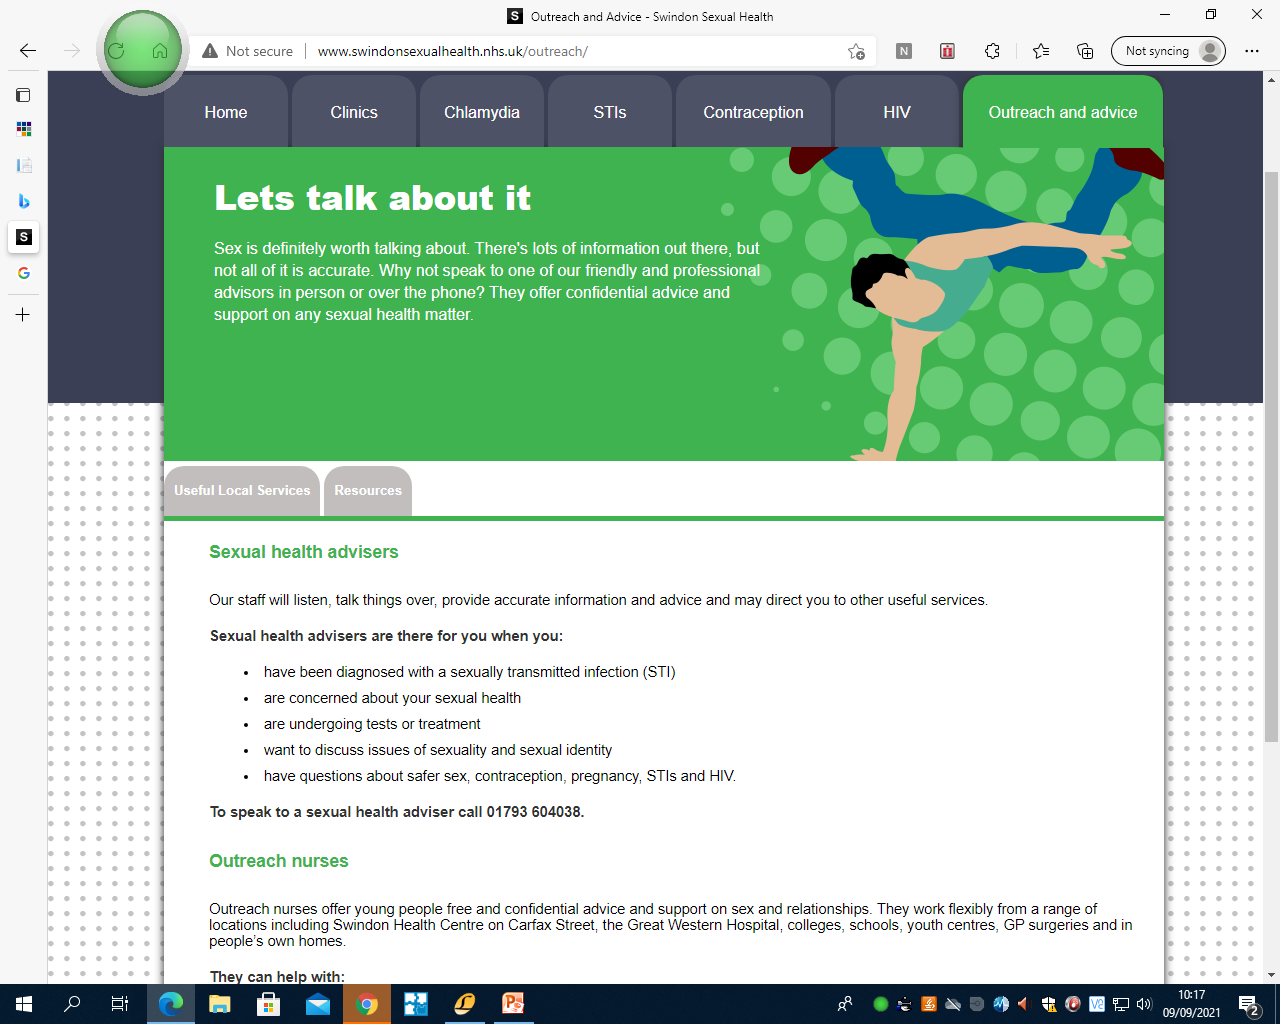 Outreach and Advice - Swindon Sexual Health
Not secure
www.swindonsexualhealth.nhs.uk/outreach/
Not syncing
Home
Clinics
Chlamydia
STIs
Contraception
HIV
Outreach and advice
Lets talk about it
Sex is definitely worth talking about. There's lots of information out there, but
not all of it is accurate. Why not speak to one of our friendly and professional
advisors in person or over the phone? They offer confidential advice and
support on any sexual health matter.
Useful Local Services
Resources
Sexual health advisers
Our staff will listen, talk things over, provide accurate information and advice and may direct you to other useful services.
Sexual health advisers are there for you when you:
• have been diagnosed with a sexually transmitted infection (STI)
• are concerned about your sexual health
• are undergoing tests or treatment
• want to discuss issues of sexuality and sexual identity
• have questions about safer sex, contraception, pregnancy, STIs and HIV.
To speak to a sexual health adviser call 01793 604038.
Outreach nurses
Outreach nurses offer young people free and confidential advice and support on sex and relationships. They work flexibly from a range of
locations including Swindon Health Centre on Carfax Street, the Great Western Hospital, colleges, schools, youth centres, GP surgeries and in
people's own homes.
They can help with:
10:17
09/09/2021
2